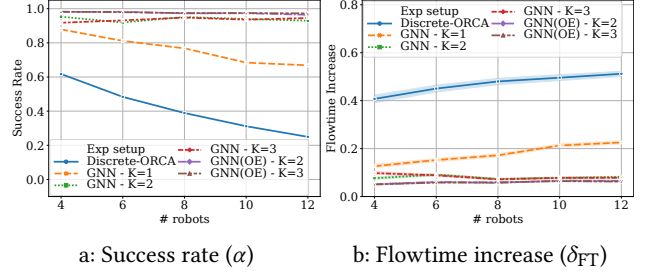 1.0
0.8
0.6
0.4
0.2
0.0
Success Rate
Exp setup
Discrete-ORCA
GNN - K=1
GNN - K=2
GNN - K=3
GNN(OE) - K=2
GNN(OE) - K=3
4 6 8 10 12
# robots
a: Success rate (α)
0.8
0.6
0.4
0.2
0.0
Flowtime Increase
Exp setup
Discrete-ORCA
GNN - K=1
GNN - K=2
GNN - K=3
GNN(OE) - K=2
GNN(OE) - K=3
4 6 8 10 12
# robots
b: Flowtime increase (δFT)